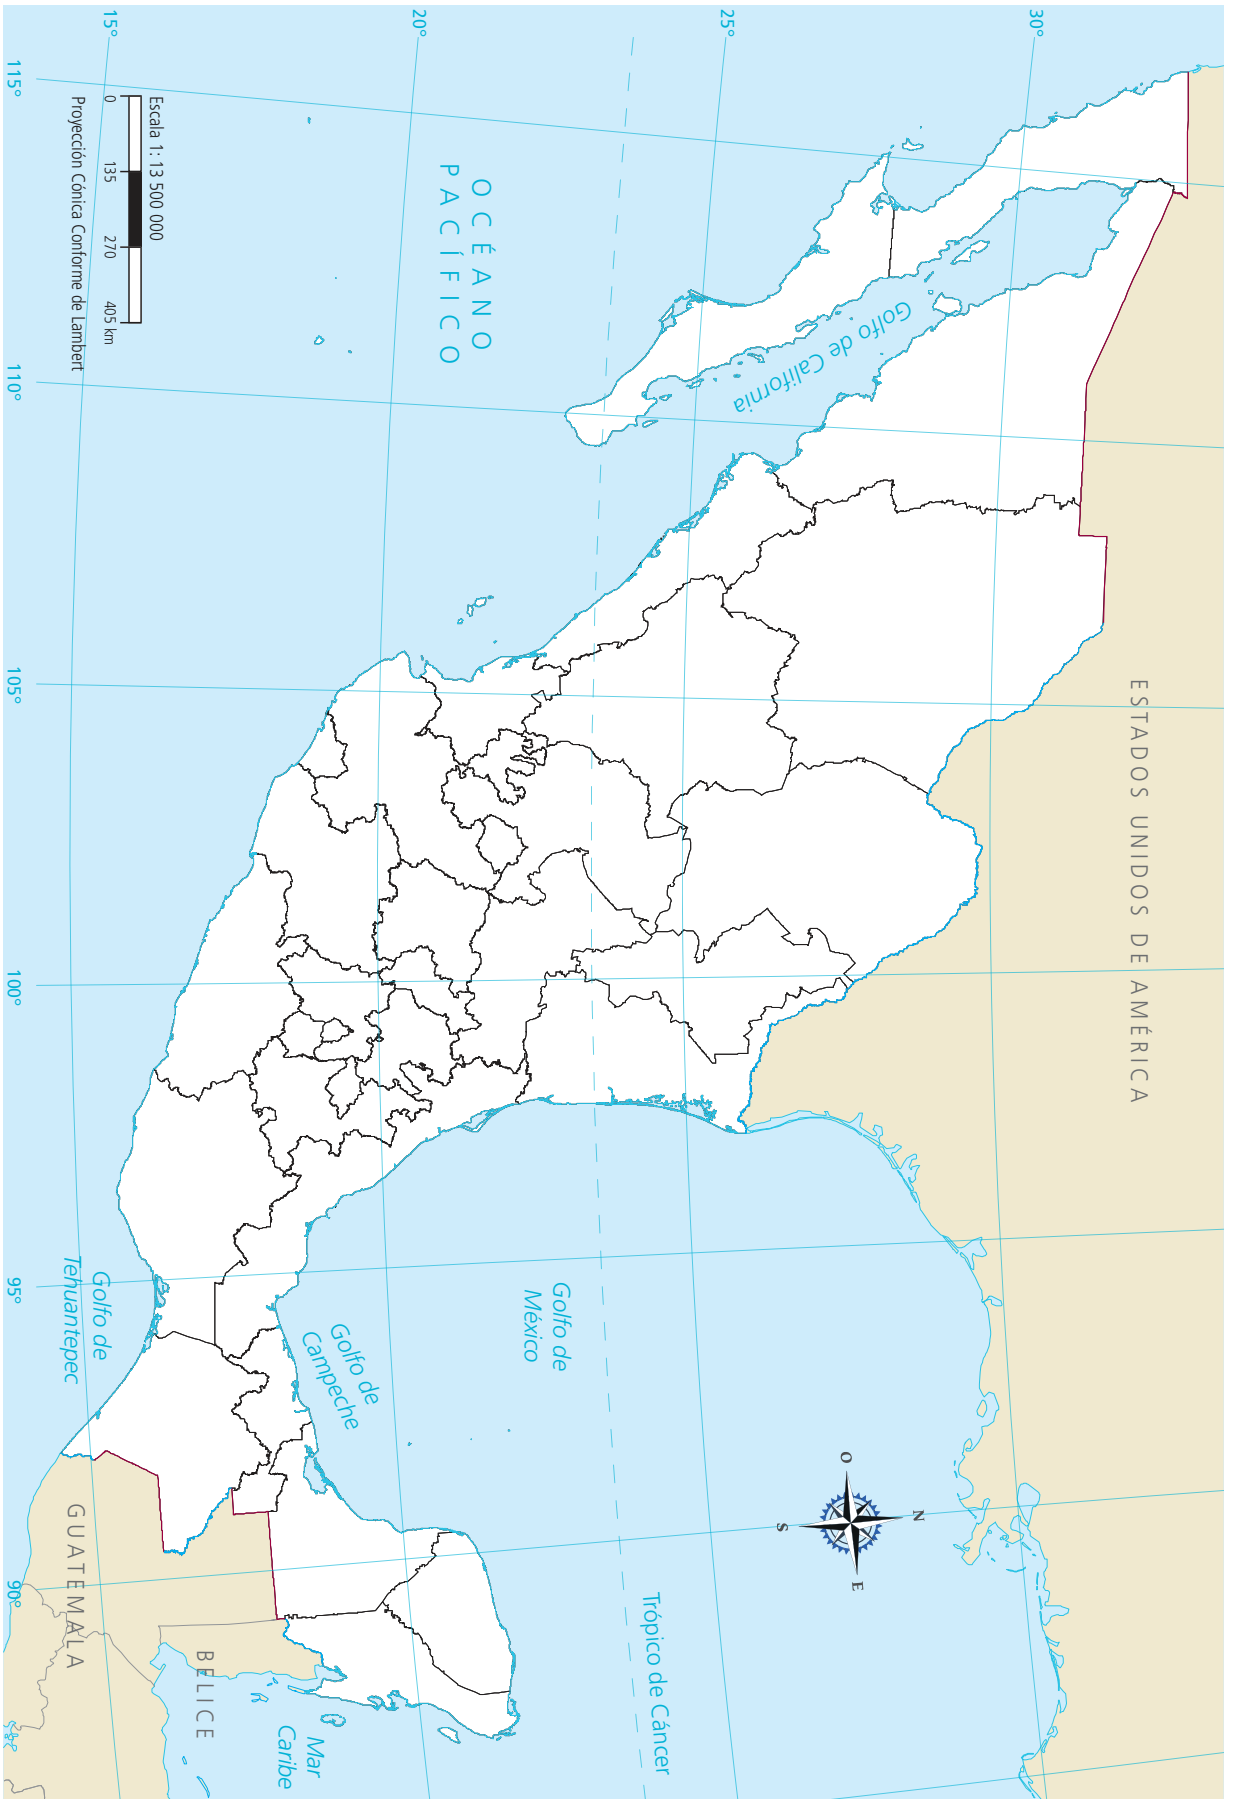 30°
25°
20°
15°
115°
110°
105°
100°
95°
90°
ESTADOS UNIDOS DE AMÉRICA
Golfo de California
OCÉANO
PACÍFICO
Escala 1: 13 500 000
0 135 270 405 km
Proyección Cónica Conforme de Lambert
N
O
E
S
Trópico de Cáncer
Golfo de
México
Golfo de
Campeche
Golfo de
Tehuantepec
Mar
Caribe
BELICE
GUATEMALA